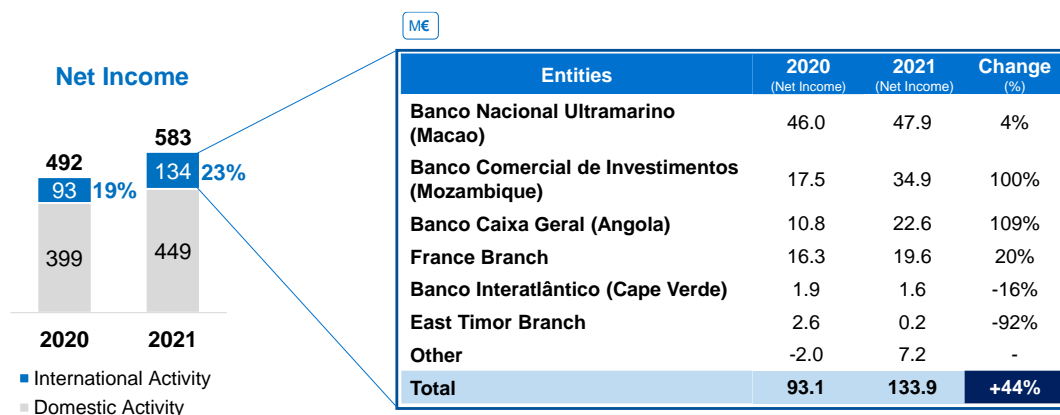 M€
Net Income
492
93 19%
399
2020
583
134 23%
449
2021
International Activity
Domestic Activity
Entities 2020 2021 Change
(Net Income) (Net Income) (%)
Banco Nacional Ultramarino
(Macao) 46.0 47.9 4%
Banco Comercial de Investimentos
(Mozambique) 17.5 34.9 100%
Banco Caixa Geral (Angola) 10.8 22.6 109%
France Branch 16.3 19.6 20%
Banco Interatlântico (Cape Verde) 1.9 1.6 -16%
East Timor Branch 2.6 0.2 -92%
Other -2.0 7.2 -
Total 93.1 133.9 +44%